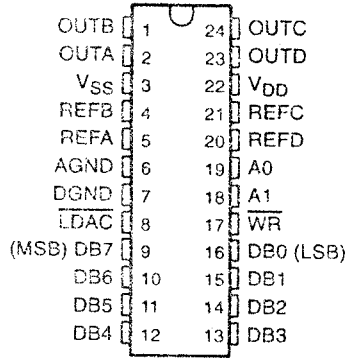 OUTB 1 24 OUTC
OUTA 2 23 OUTD
VSS 3 22 VDD
REFB 4 21 REFC
REFA 5 20 REFD
AGND 6 19 A0
DGND 7 18 A1
LDAC 8 17 WR
(MSB) DB7 9 16 DB0 (LSB)
DB6 10 15 DB1
DB5 11 14 DB2
DB4 12 13 DB3